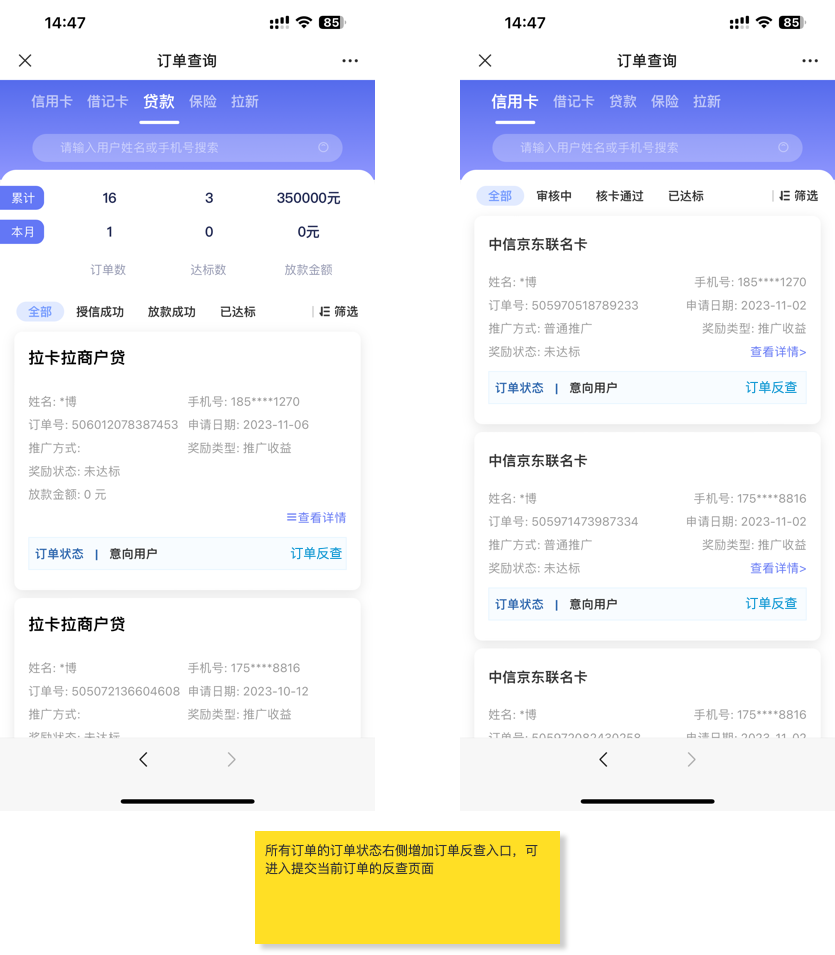 14:47
85
订单查询
信用卡 借记卡 贷款 保险 拉新
请输入用户姓名或手机号搜索
累计 16 3 350000元
本月 1 0 0元
订单数 达标数 放款金额
全部 授信成功 放款成功 已达标 筛选
拉卡拉商户贷
姓名: *博 手机号: 185****1270
订单号: 506012078387453 申请日期: 2023-11-06
推广方式: 奖励类型: 推广收益
奖励状态: 未达标
放款金额: 0 元
查看详情
订单状态 | 意向用户 订单反查
拉卡拉商户贷
姓名: *博 手机号: 175****8816
订单号: 505072136604608 申请日期: 2023-10-12
推广方式: 奖励类型: 推广收益
奖励状态: 未达标
14:47
85
订单查询
信用卡 借记卡 贷款 保险 拉新
请输入用户姓名或手机号搜索
全部 审核中 核卡通过 已达标 筛选
中信京东联名卡
姓名: *博 手机号: 185****1270
订单号: 505970518789233 申请日期: 2023-11-02
推广方式: 普通推广 奖励类型: 推广收益
奖励状态: 未达标 查看详情>
订单状态 | 意向用户 订单反查
中信京东联名卡
姓名: *博 手机号: 175****8816
订单号: 505971473987334 申请日期: 2023-11-02
推广方式: 普通推广 奖励类型: 推广收益
奖励状态: 未达标 查看详情>
订单状态 | 意向用户 订单反查
中信京东联名卡
姓名: *博 手机号: 175****8816
订单号: 505972082430258 申请日期: 2023-11-02
所有订单的订单状态右侧增加订单反查入口，可
进入提交当前订单的反查页面